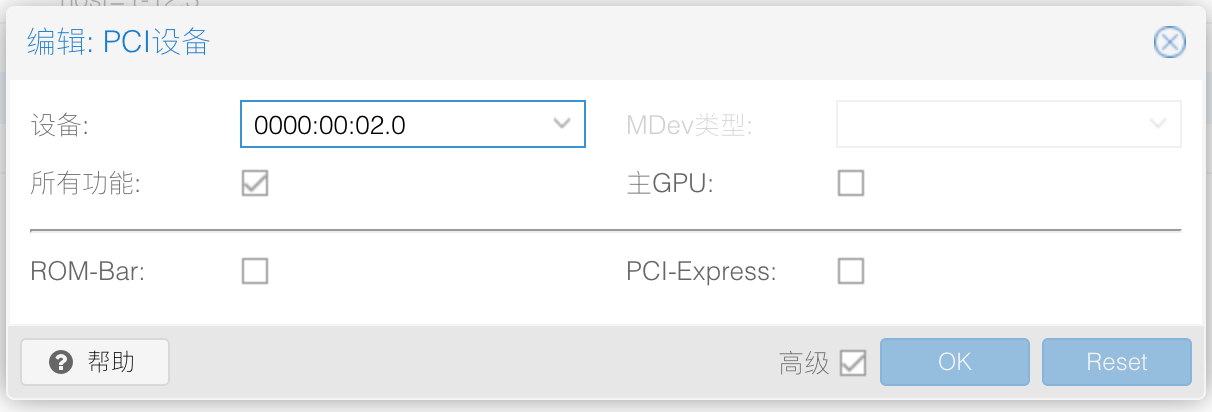 编辑: PCI设备
设备: 0000:00:02.0 MDev类型:
所有功能: 主GPU:
ROM-Bar: PCI-Express:
帮助 高级 OK Reset